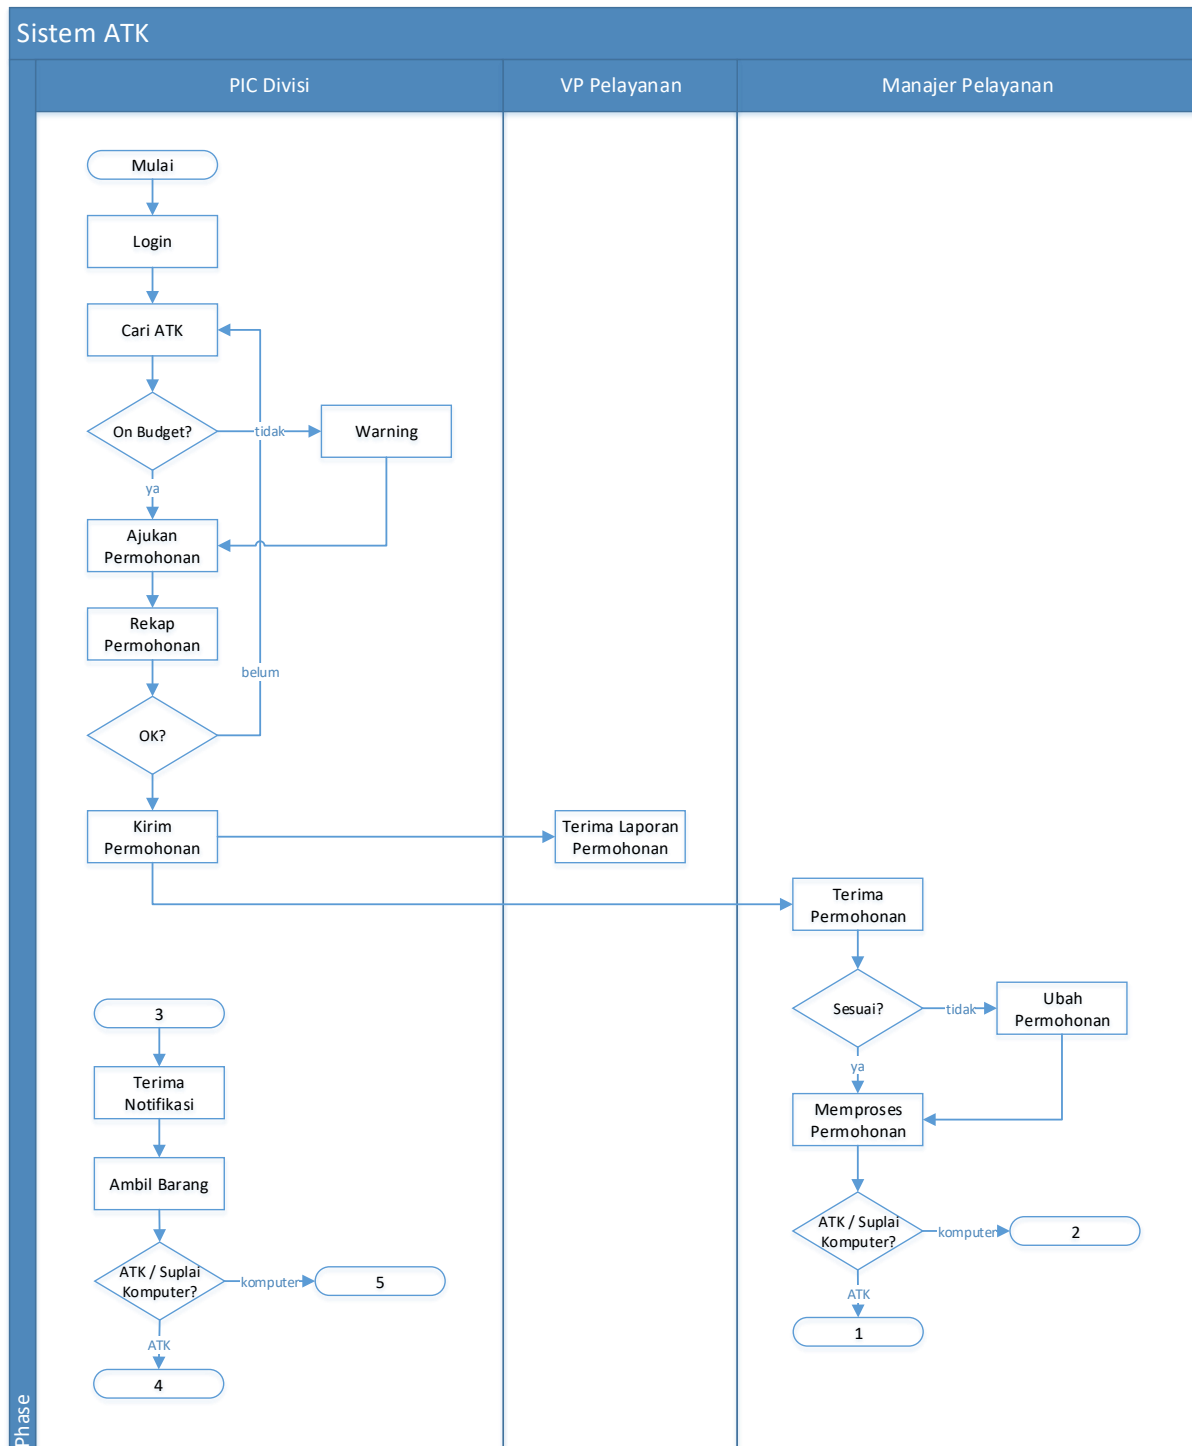 Sistem ATK
PIC Divisi
VP Pelayanan
Manajer Pelayanan
Phase
Mulai
Login
Cari ATK
On Budget?
tidak
Warning
ya
Ajukan
Permohonan
Rekap
Permohonan
belum
OK?
Kirim
Permohonan
Terima Laporan
Permohonan
Terima
Permohonan
Sesuai?
tidak
Ubah
Permohonan
ya
Memproses
Permohonan
ATK / Suplai
Komputer?
komputer
2
ATK
1
3
Terima
Notifikasi
Ambil Barang
ATK / Suplai
Komputer?
komputer
5
ATK
4